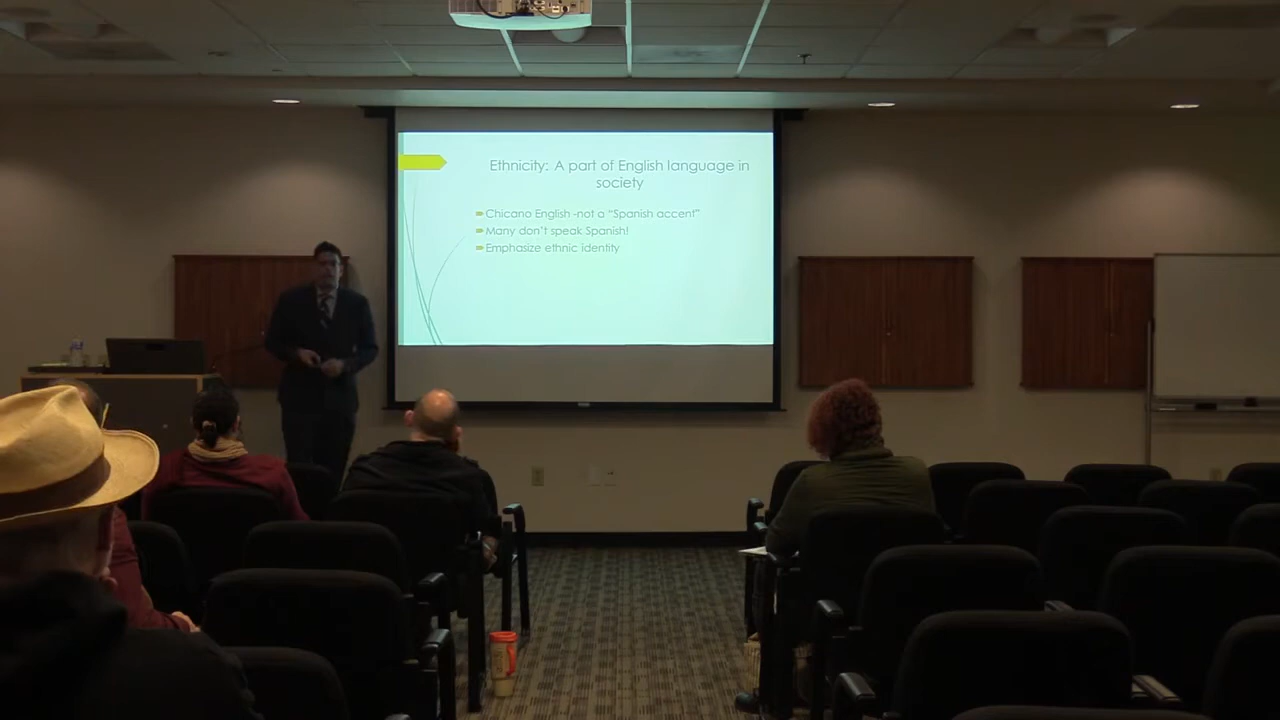 Ethnicity: A part of English language in
society
Chicano English -not a "Spanish accent"
Many don't speak Spanish!
Emphasize ethnic identity